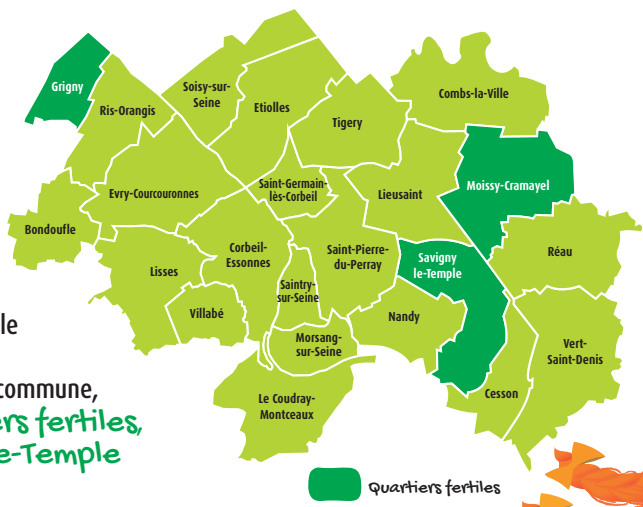 Grigny
Ris-Orangis
Soisy-sur-
Seine
Etiolles
Tigery
Combs-la-Ville
Evry-Courcouronnes
Saint-Germain-
lès-Corbeil
Lieusaint
Moissy-Cramayel
Bondoufle
Lisses
Corbeil-
Essonnes
Saintry-
sur-Seine
Saint-Pierre-
du-Perray
Savigny
le-Temple
Réau
Villabé
Morsang-
sur-Seine
Nandy
Vert-
Saint-Denis
Le Coudray-
Montceaux
Cesson
le
commune,
rs fertiles,
e-Temple
Quartiers fertiles